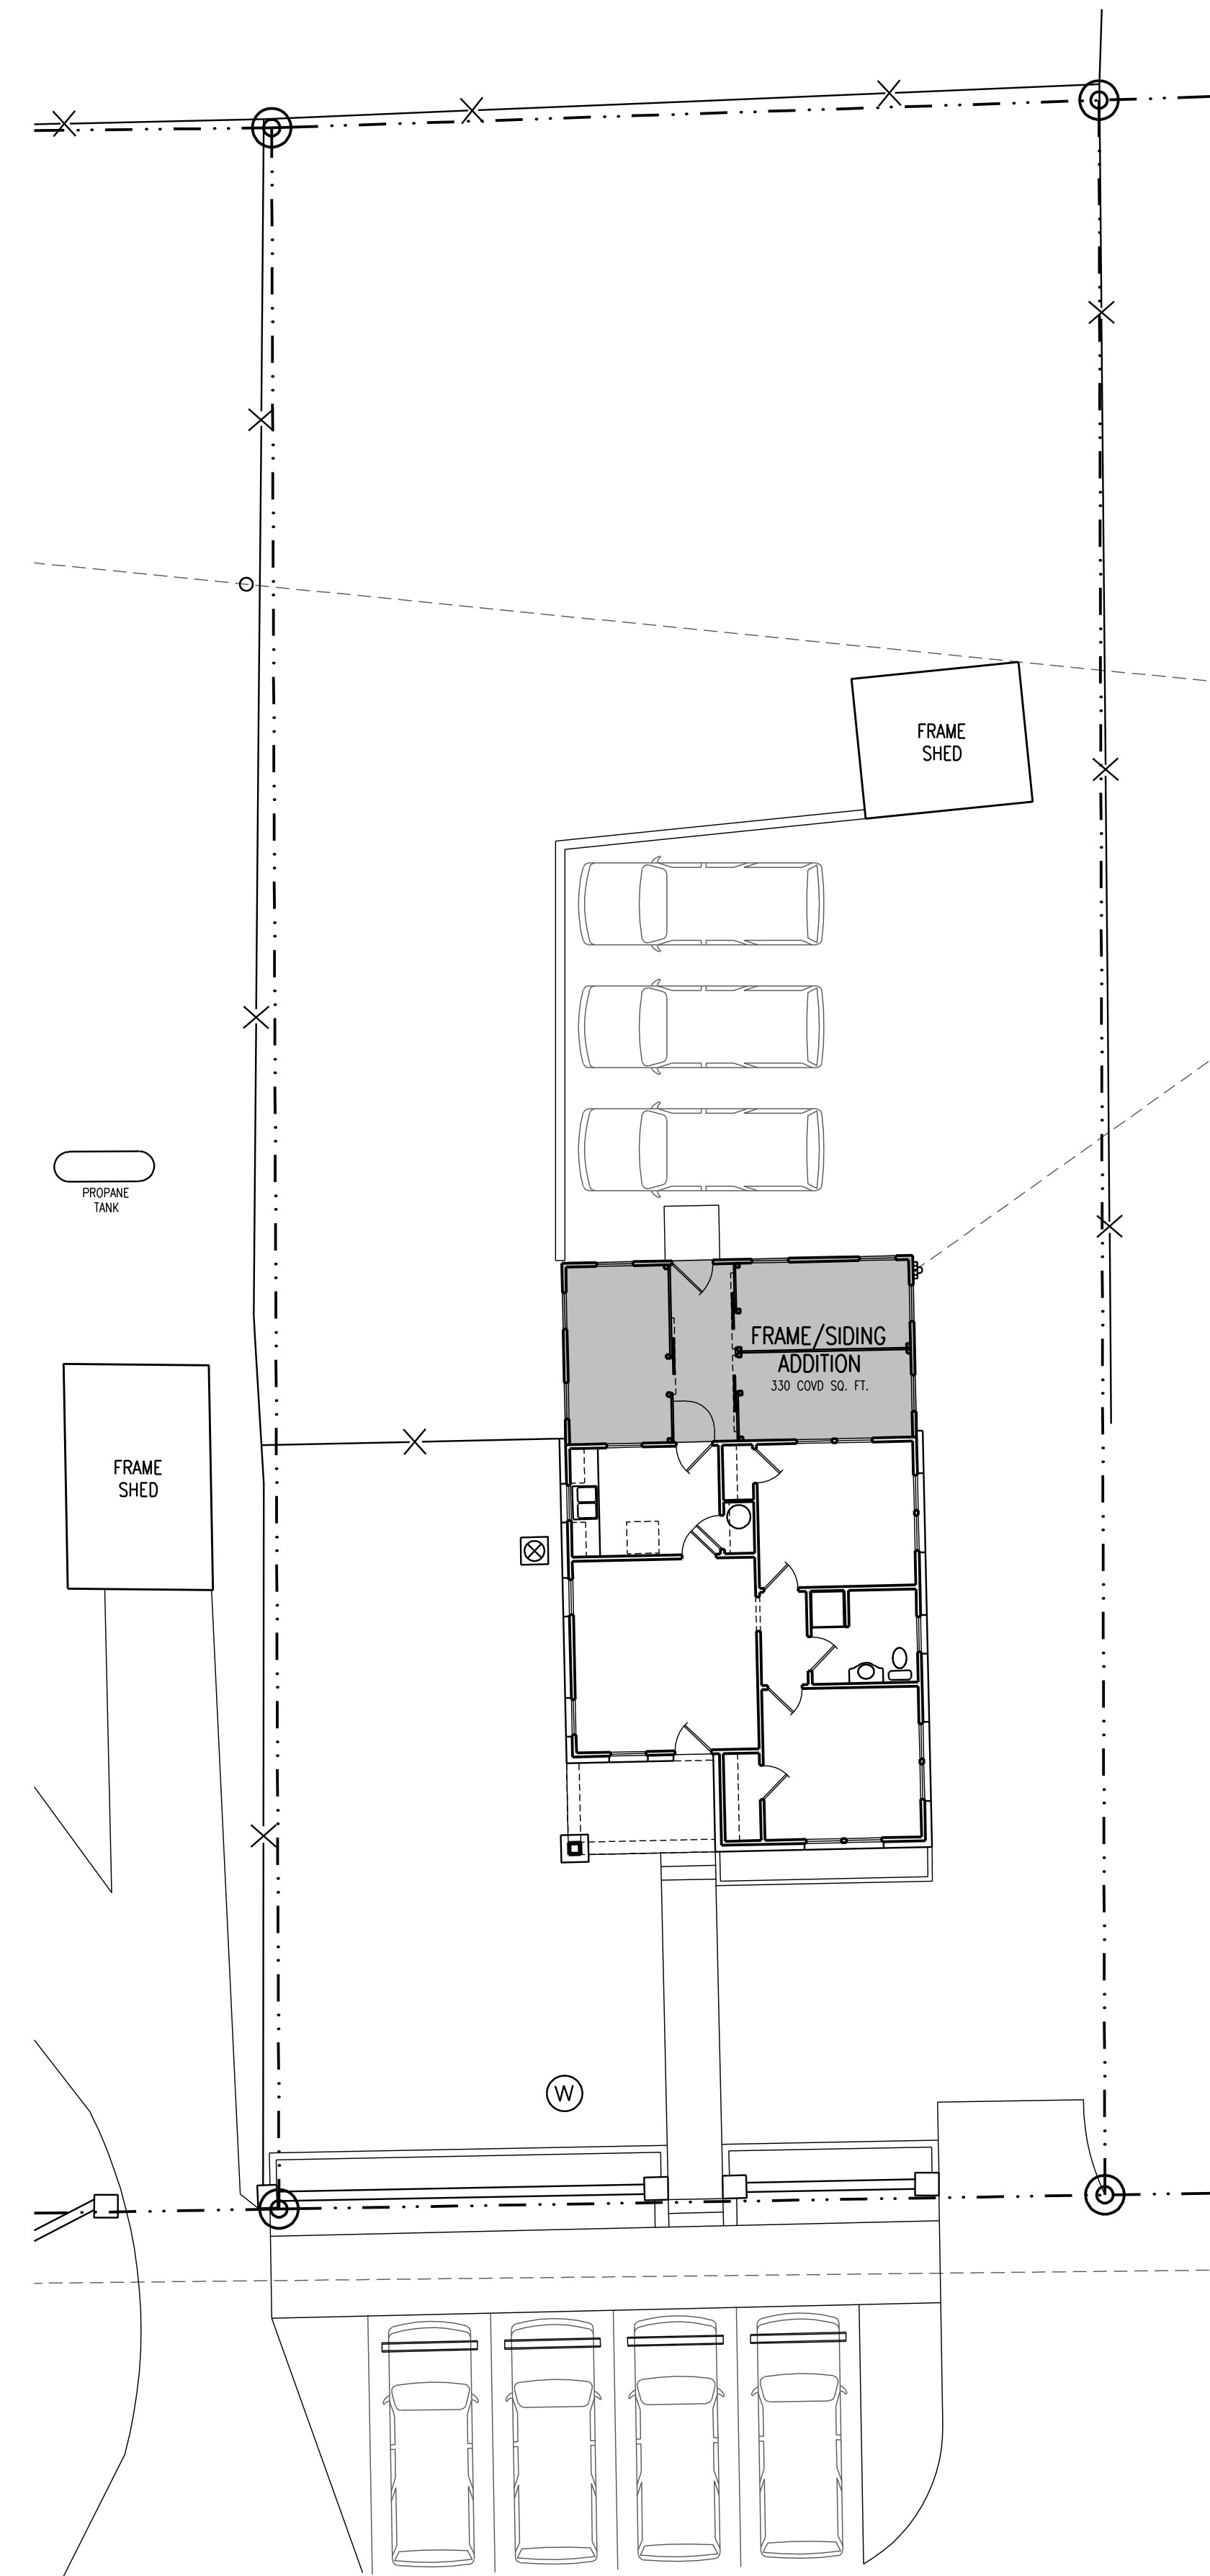 FRAME
SHED
PROPANE
TANK
FRAME/SIDING
ADDITION
330 COVD SQ. FT.
FRAME
SHED
W